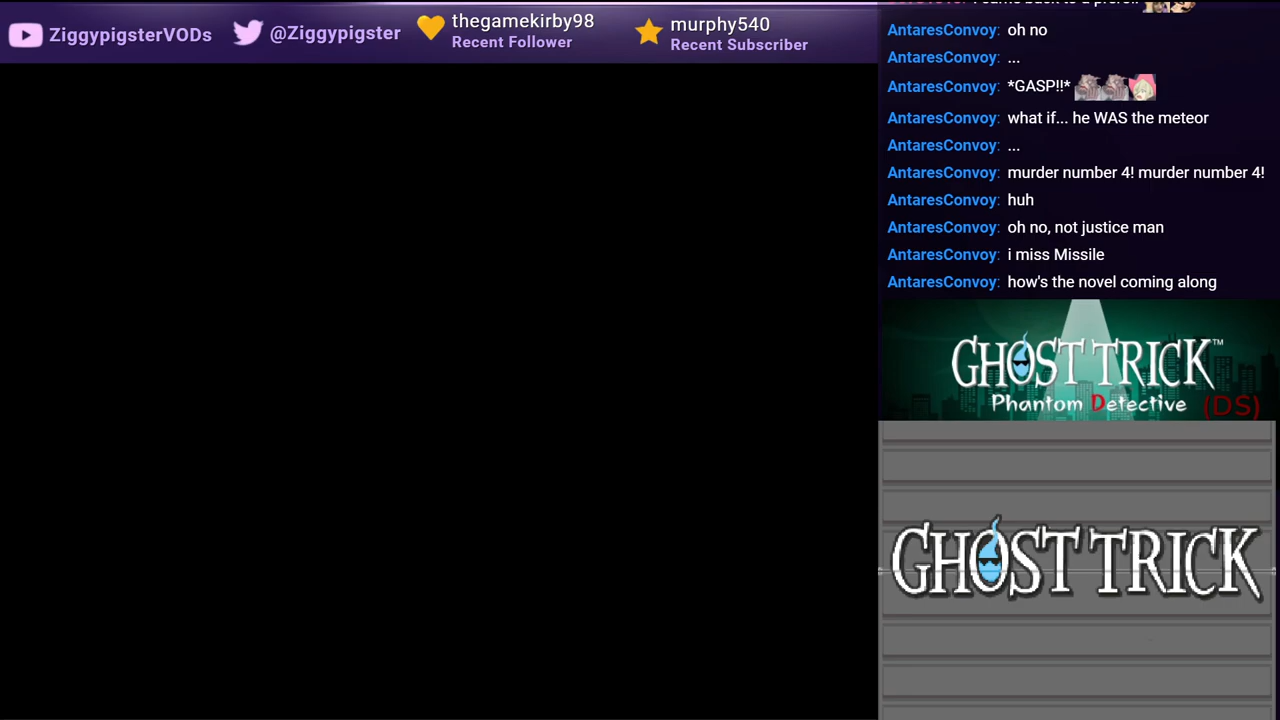 ZiggypigsterVODs
@Ziggypigster
thegamekirby98
Recent Follower
murphy540
Recent Subscriber
AntaresConvoy: oh no
AntaresConvoy: ...
AntaresConvoy: *GASP!!*
AntaresConvoy: what if... he WAS the meteor
AntaresConvoy: ...
AntaresConvoy: murder number 4! murder number 4!
AntaresConvoy: huh
AntaresConvoy: oh no, not justice man
AntaresConvoy: i miss Missile
AntaresConvoy: how's the novel coming along
GHOST TRICK™
Phantom Detective (DS)
GHOST TRICK